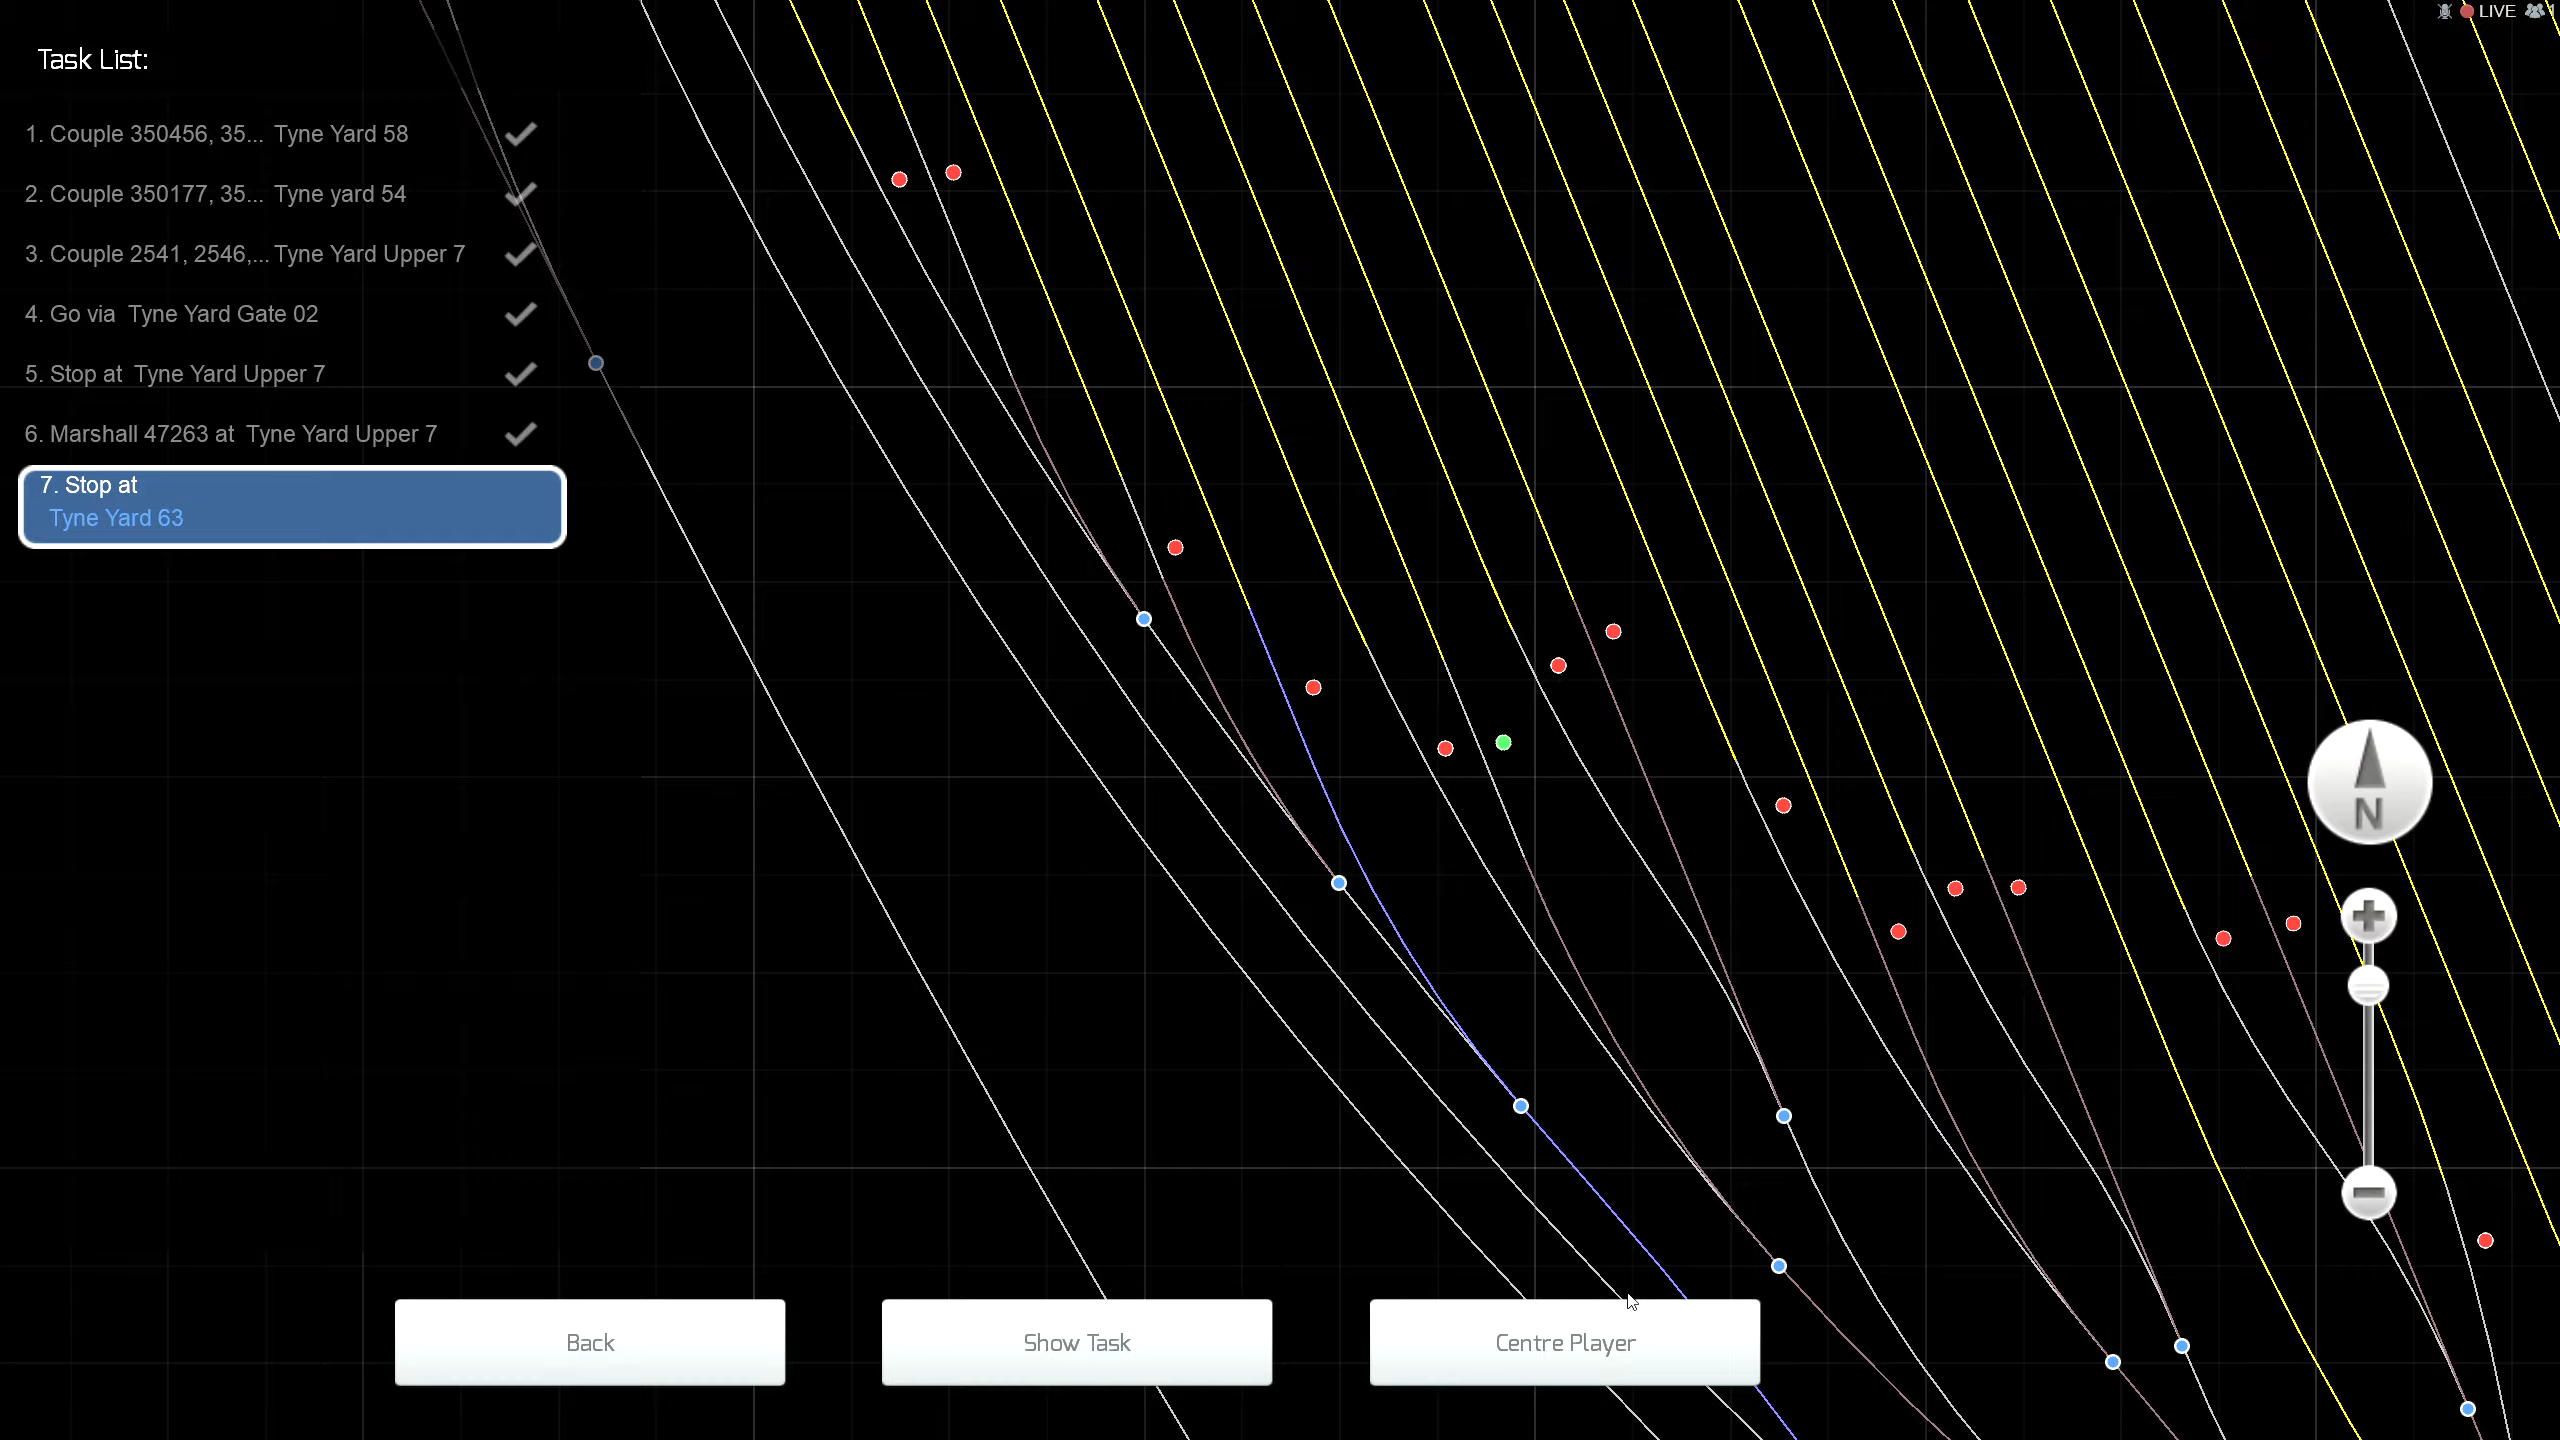 LIVE 1
Task List:
1. Couple 350456, 35... Tyne Yard 58
2. Couple 350177, 35... Tyne yard 54
3. Couple 2541, 2546,... Tyne Yard Upper 7
4. Go via Tyne Yard Gate 02
5. Stop at Tyne Yard Upper 7
6. Marshall 47263 at Tyne Yard Upper 7
7. Stop at
Tyne Yard 63
N
Back
Show Task
Centre Player